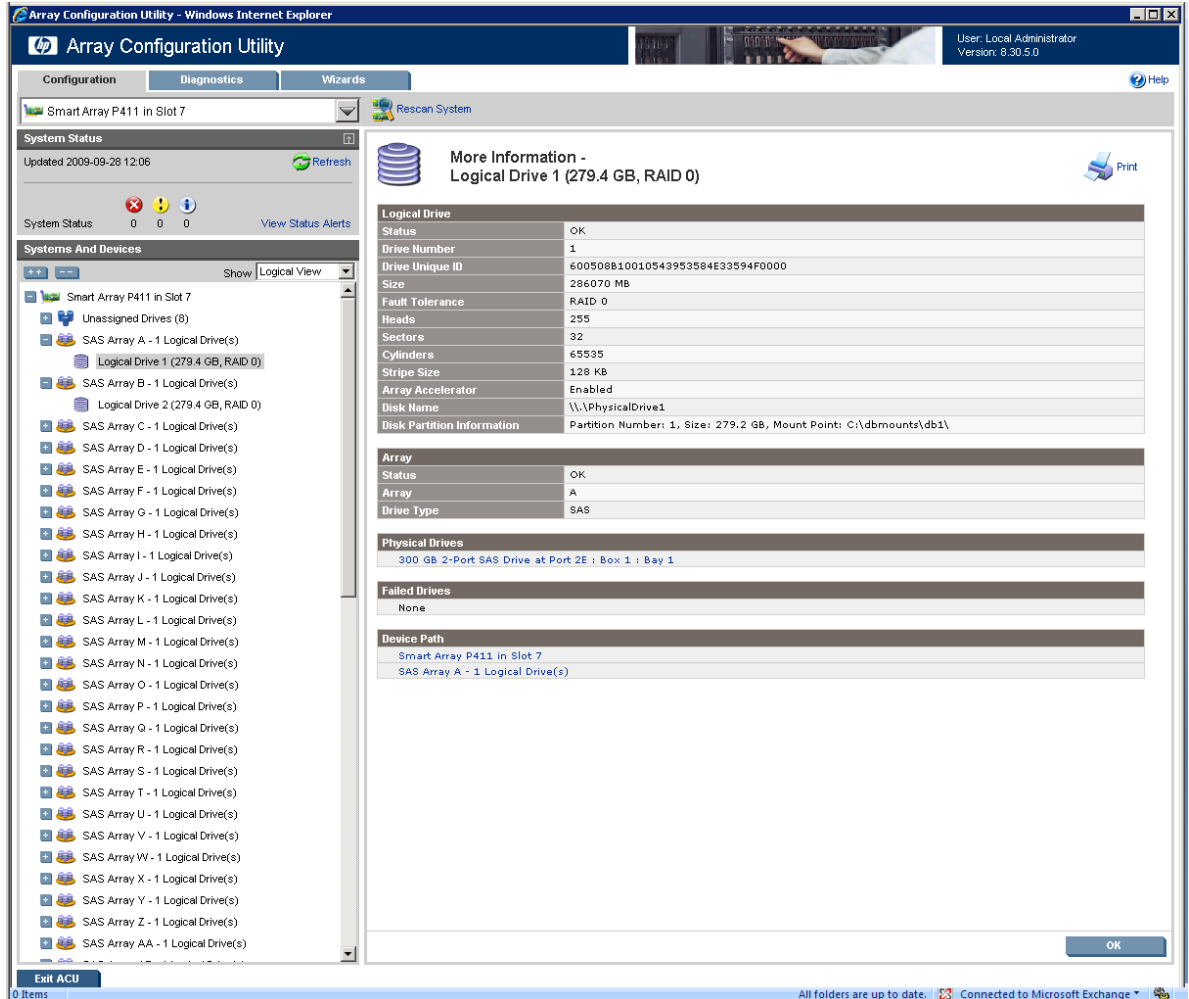 Array Configuration Utility - Windows Internet Explorer
hp Array Configuration Utility
User: Local Administrator
Version: 8.30.5.0
Configuration Diagnostics Wizards
Help
Smart Array P411 in Slot 7
Rescan System
System Status
Updated 2009-09-28 12:06
Refresh
System Status 0 0 0 View Status Alerts
Systems And Devices
Show Logical View
Smart Array P411 in Slot 7
Unassigned Drives (8)
SAS Array A - 1 Logical Drive(s)
Logical Drive 1 (279.4 GB, RAID 0)
SAS Array B - 1 Logical Drive(s)
Logical Drive 2 (279.4 GB, RAID 0)
SAS Array C - 1 Logical Drive(s)
SAS Array D - 1 Logical Drive(s)
SAS Array E - 1 Logical Drive(s)
SAS Array F - 1 Logical Drive(s)
SAS Array G - 1 Logical Drive(s)
SAS Array H - 1 Logical Drive(s)
SAS Array I - 1 Logical Drive(s)
SAS Array J - 1 Logical Drive(s)
SAS Array K - 1 Logical Drive(s)
SAS Array L - 1 Logical Drive(s)
SAS Array M - 1 Logical Drive(s)
SAS Array N - 1 Logical Drive(s)
SAS Array O - 1 Logical Drive(s)
SAS Array P - 1 Logical Drive(s)
SAS Array Q - 1 Logical Drive(s)
SAS Array R - 1 Logical Drive(s)
SAS Array S - 1 Logical Drive(s)
SAS Array T - 1 Logical Drive(s)
SAS Array U - 1 Logical Drive(s)
SAS Array V - 1 Logical Drive(s)
SAS Array W - 1 Logical Drive(s)
SAS Array X - 1 Logical Drive(s)
SAS Array Y - 1 Logical Drive(s)
SAS Array Z - 1 Logical Drive(s)
SAS Array AA - 1 Logical Drive(s)
More Information -
Logical Drive 1 (279.4 GB, RAID 0)
Print
Logical Drive
Status OK
Drive Number 1
Drive Unique ID 600508B10010543953584E33594F0000
Size 286070 MB
Fault Tolerance RAID 0
Heads 255
Sectors 32
Cylinders 65535
Stripe Size 128 KB
Array Accelerator Enabled
Disk Name \\.\PhysicalDrive1
Disk Partition Information Partition Number: 1, Size: 279.2 GB, Mount Point: C:\dbmounts\db1\
Array
Status OK
Array A
Drive Type SAS
Physical Drives
300 GB 2-Port SAS Drive at Port 2E : Box 1 : Bay 1
Failed Drives
None
Device Path
Smart Array P411 in Slot 7
SAS Array A - 1 Logical Drive(s)
OK
Exit ACU
0 Items
All folders are up to date. Connected to Microsoft Exchange